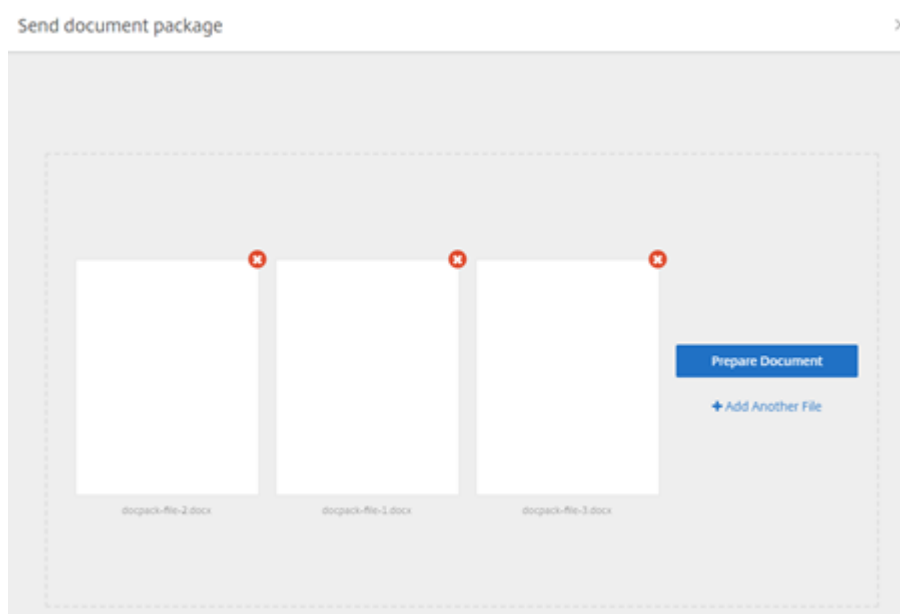 Send document package
Prepare Document
+ Add Another File
docpack-file-2.docx
docpack-file-1.docx
docpack-file-3.docx